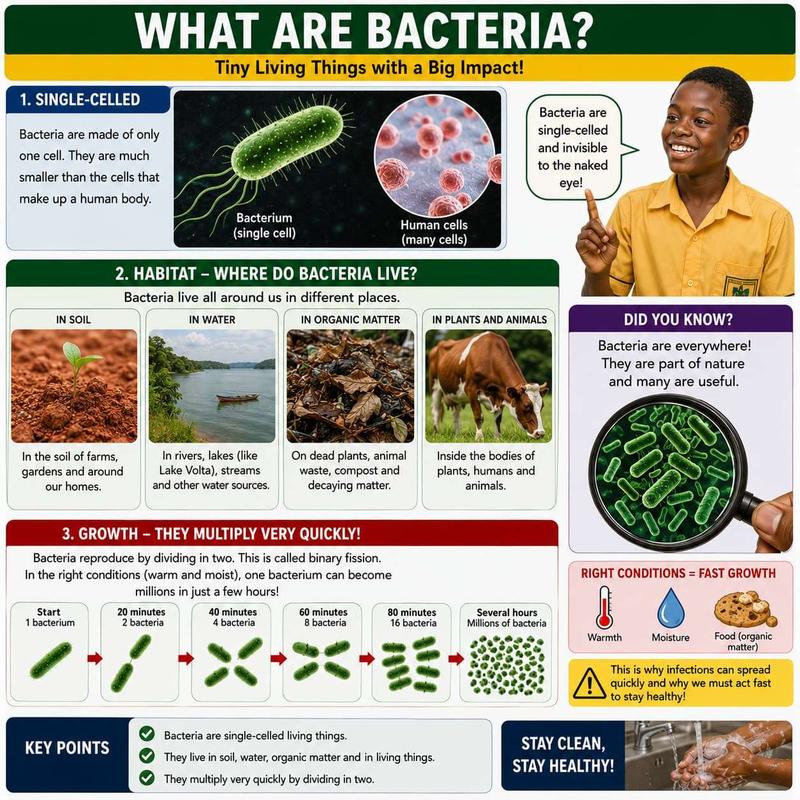 WHAT ARE BACTERIA?
Tiny Living Things with a Big Impact!
1. SINGLE-CELLED
Bacteria are made of only
one cell. They are much
smaller than the cells that
make up a human body.
Bacterium
(single cell)
Human cells
(many cells)
Bacteria are
single-celled
and invisible
to the naked
eye!
2. HABITAT – WHERE DO BACTERIA LIVE?
Bacteria live all around us in different places.
IN SOIL
In the soil of farms,
gardens and around
our homes.
IN WATER
In rivers, lakes (like
Lake Volta), streams
and other water sources.
IN ORGANIC MATTER
On dead plants, animal
waste, compost and
decaying matter.
IN PLANTS AND ANIMALS
Inside the bodies of
plants, humans and
animals.
DID YOU KNOW?
Bacteria are everywhere!
They are part of nature
and many are useful.
3. GROWTH – THEY MULTIPLY VERY QUICKLY!
Bacteria reproduce by dividing in two. This is called binary fission.
In the right conditions (warm and moist), one bacterium can become
millions in just a few hours!
Start
1 bacterium
20 minutes
2 bacteria
40 minutes
4 bacteria
60 minutes
8 bacteria
80 minutes
16 bacteria
Several hours
Millions of bacteria
RIGHT CONDITIONS = FAST GROWTH
Warmth
Moisture
Food (organic
matter)
This is why infections can spread
quickly and why we must act fast
to stay healthy!
KEY POINTS
Bacteria are single-celled living things.
They live in soil, water, organic matter and in living things.
They multiply very quickly by dividing in two.
STAY CLEAN,
STAY HEALTHY!